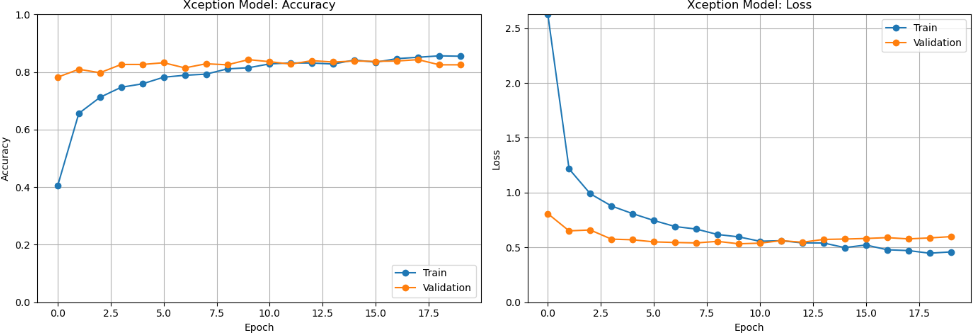 Xception Model: Accuracy
1.0
0.8
0.6
0.4
0.2
0.0
Accuracy
0.0 2.5 5.0 7.5 10.0 12.5 15.0 17.5
Epoch
Train
Validation
Xception Model: Loss
2.5
2.0
1.5
1.0
0.5
0.0
Loss
0.0 2.5 5.0 7.5 10.0 12.5 15.0 17.5
Epoch
Train
Validation